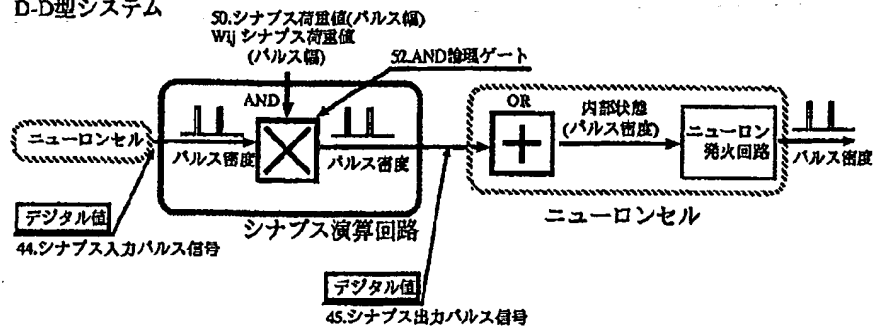 D-D型システム
50.シナプス荷重値(パルス幅)
Wij シナプス荷重値
(パルス幅)
52.AND論理ゲート
AND
OR
ニューロンセル
パルス密度
パルス密度
内部状態
(パルス密度)
ニューロン
発火回路
パルス密度
デジタル値
44.シナプス入力パルス信号
シナプス演算回路
ニューロンセル
デジタル値
45.シナプス出力パルス信号